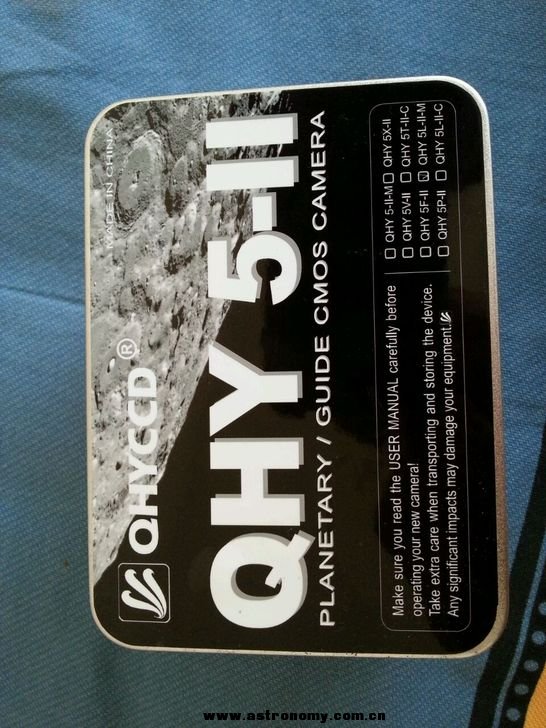 QHYCCD®
MADE IN CHINA
QHY 5-II
PLANETARY / GUIDE CMOS CAMERA
Make sure you read the USER MANUAL carefully before
operating your new camera!
Take extra care when transporting and storing the device.
Any significant impacts may damage your equipment.
☐ QHY 5-II-M ☐ QHY 5X-II
☐ QHY 5V-II ☐ QHY 5T-II-C
☐ QHY 5F-II ☑ QHY 5L-II-M
☐ QHY 5P-II ☐ QHY 5L-II-C
www.astronomy.com.cn